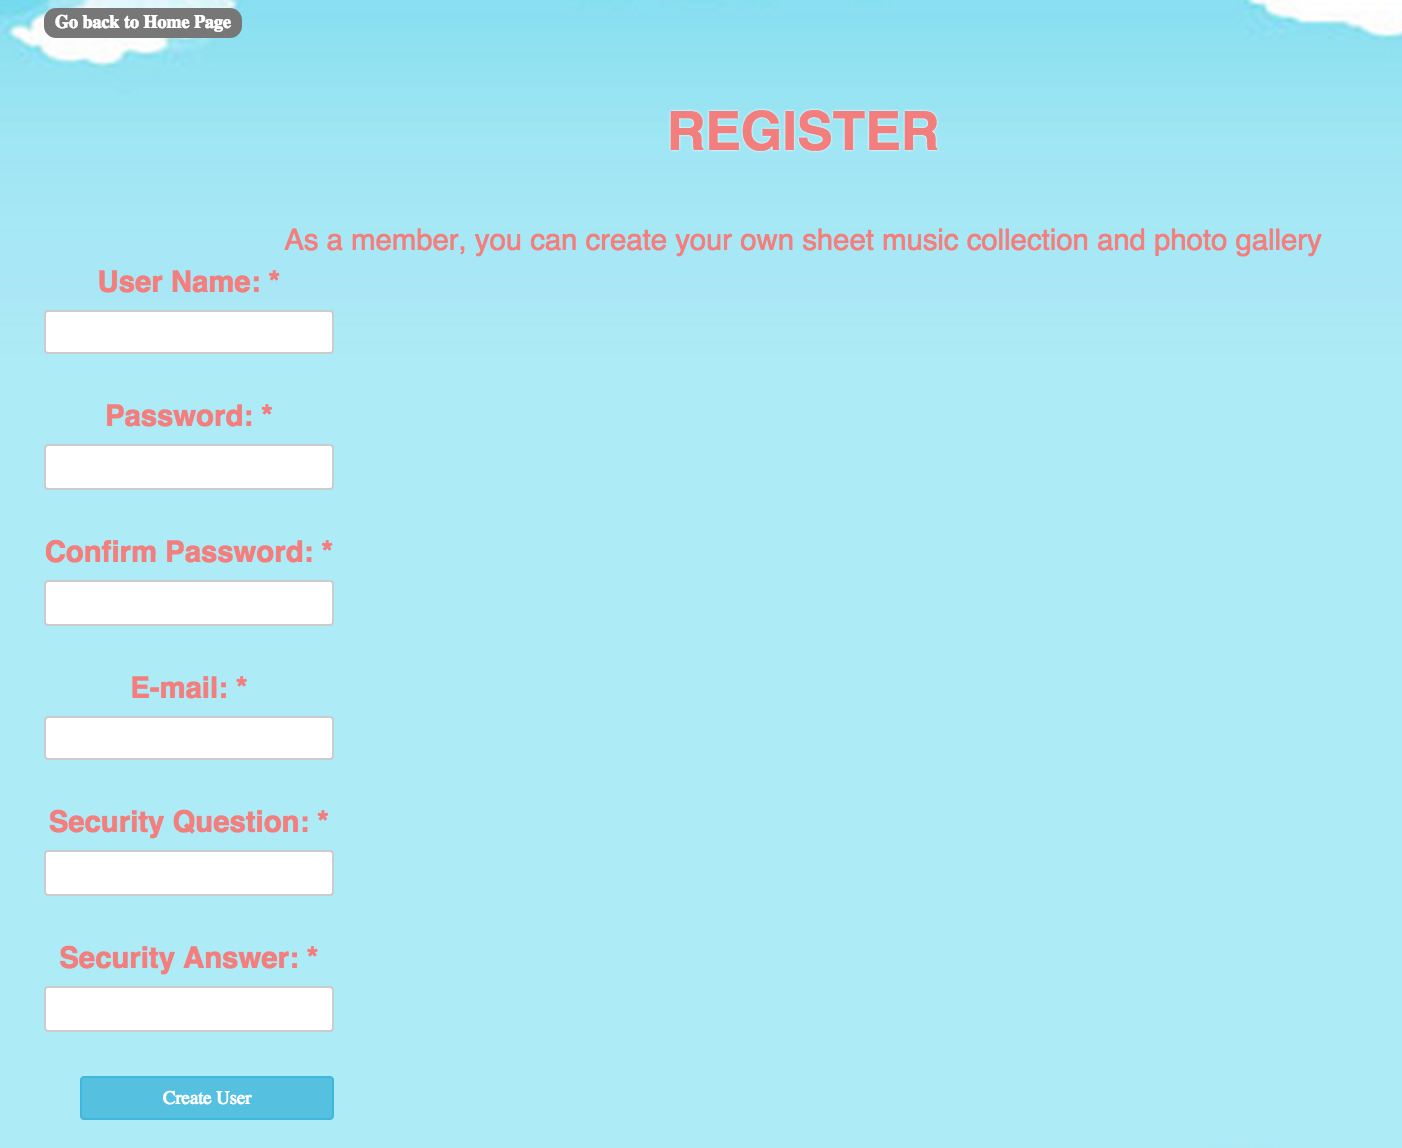 Go back to Home Page
REGISTER
As a member, you can create your own sheet music collection and photo gallery
User Name: *
Password: *
Confirm Password: *
E-mail: *
Security Question: *
Security Answer: *
Create User